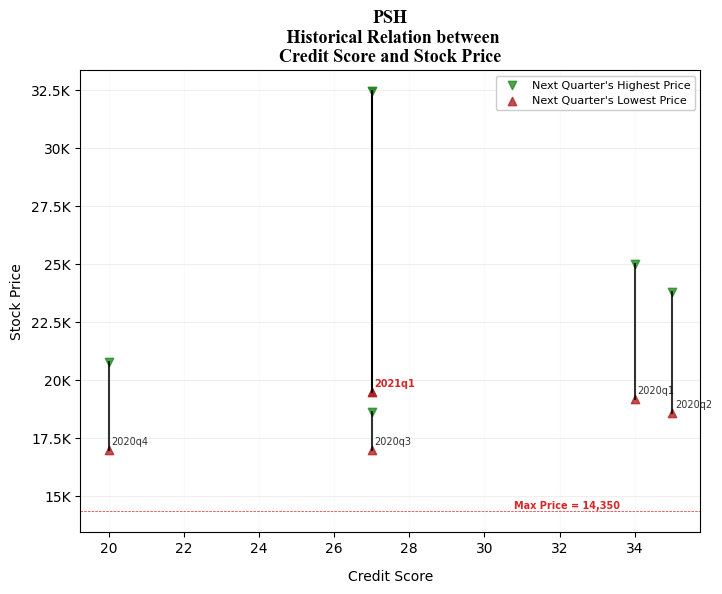 PSH
Historical Relation between
Credit Score and Stock Price
Next Quarter's Highest Price
Next Quarter's Lowest Price
32.5K
30K
27.5K
25K
22.5K
20K
17.5K
15K
Stock Price
2021q1
2020q1
2020q2
2020q4
2020q3
Max Price = 14,350
20
22
24
26
28
30
32
34
Credit Score